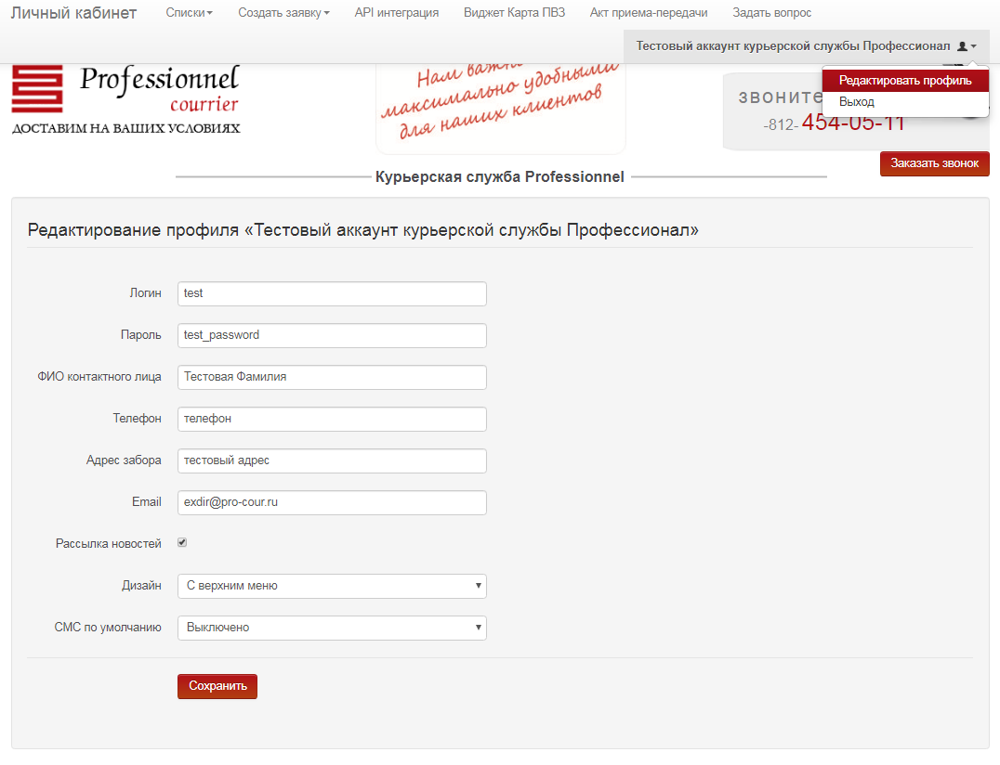 Личный кабинет Списки Создать заявку API интеграция Виджет Карта ПВЗ Акт приема-передачи Задать вопрос
Тестовый аккаунт курьерской службы Профессионал
Редактировать профиль
Выход
Professionnel
courrier
ДОСТАВИМ НА ВАШИХ УСЛОВИЯХ
Нам
максимально удобными
для наших клиентов
звоните
-812- 454-05-11
Заказать звонок
Курьерская служба Professionnel
Редактирование профиля «Тестовый аккаунт курьерской службы Профессионал»
Логин test
Пароль test_password
ФИО контактного лица Тестовая Фамилия
Телефон телефон
Адрес забора тестовый адрес
Email exdir@pro-cour.ru
Рассылка новостей
Дизайн С верхним меню
СМС по умолчанию Выключено
Сохранить